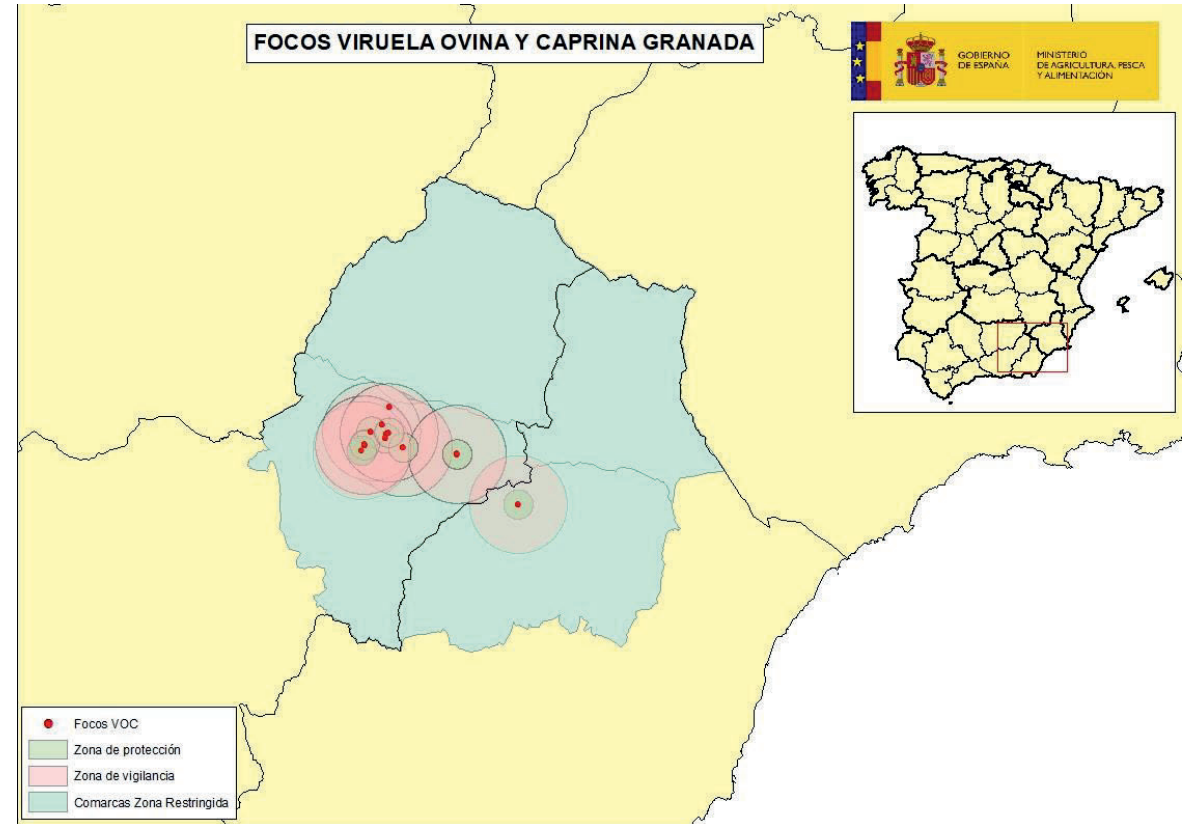 FOCOS VIRUELA OVINA Y CAPRINA GRANADA
GOBIERNO
DE ESPAÑA
MINISTERIO
DE AGRICULTURA, PESCA
Y ALIMENTACIÓN
Focos VOC
Zona de protección
Zona de vigilancia
Comarcas Zona Restringida